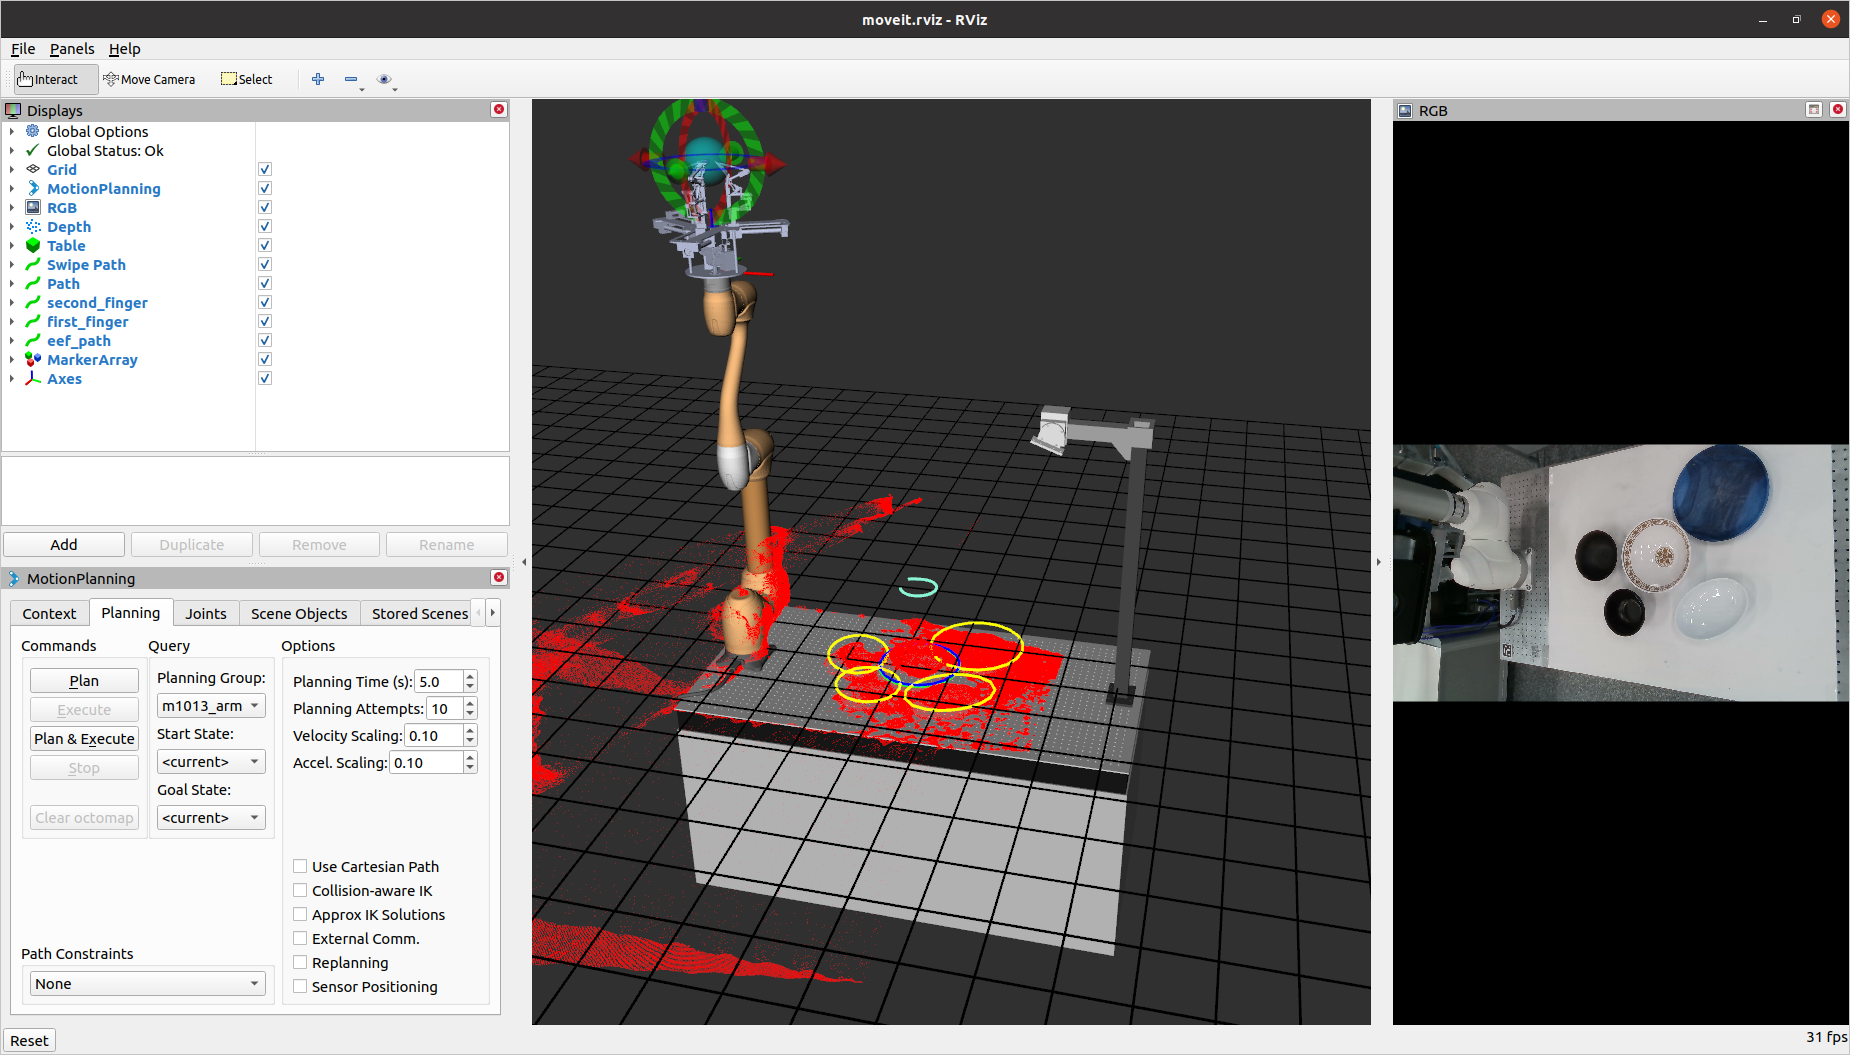 moveit.rviz - RViz
File Panels Help
Interact Move Camera Select
Displays
Global Options
Global Status: Ok
Grid
MotionPlanning
RGB
Depth
Table
Swipe Path
Path
second_finger
first_finger
eef_path
MarkerArray
Axes
Add Duplicate Remove Rename
MotionPlanning
Context Planning Joints Scene Objects Stored Scenes
Commands
Plan
Execute
Plan & Execute
Stop
Clear octomap
Query
Planning Group:
m1013_arm
Start State:
<current>
Goal State:
<current>
Options
Planning Time (s): 5.0
Planning Attempts: 10
Velocity Scaling: 0.10
Accel. Scaling: 0.10
Use Cartesian Path
Collision-aware IK
Approx IK Solutions
External Comm.
Replanning
Sensor Positioning
Path Constraints
None
Reset
RGB
31 fps